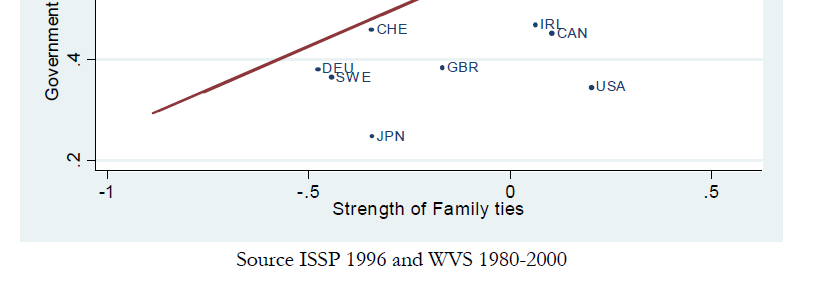 Government
IRL
CHE
CAN
.4
DEU
GBR
SWE
USA
JPN
.2
-1
-.5
0
.5
Strength of Family ties
Source ISSP 1996 and WVS 1980-2000